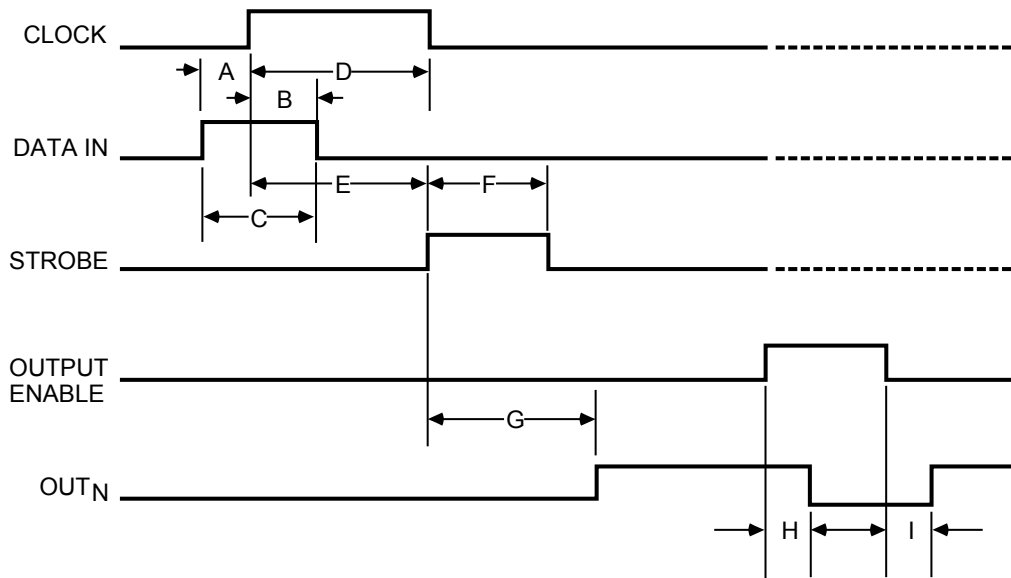 CLOCK
A
D
B
DATA IN
E
F
C
STROBE
OUTPUT
ENABLE
G
OUTN
H
I